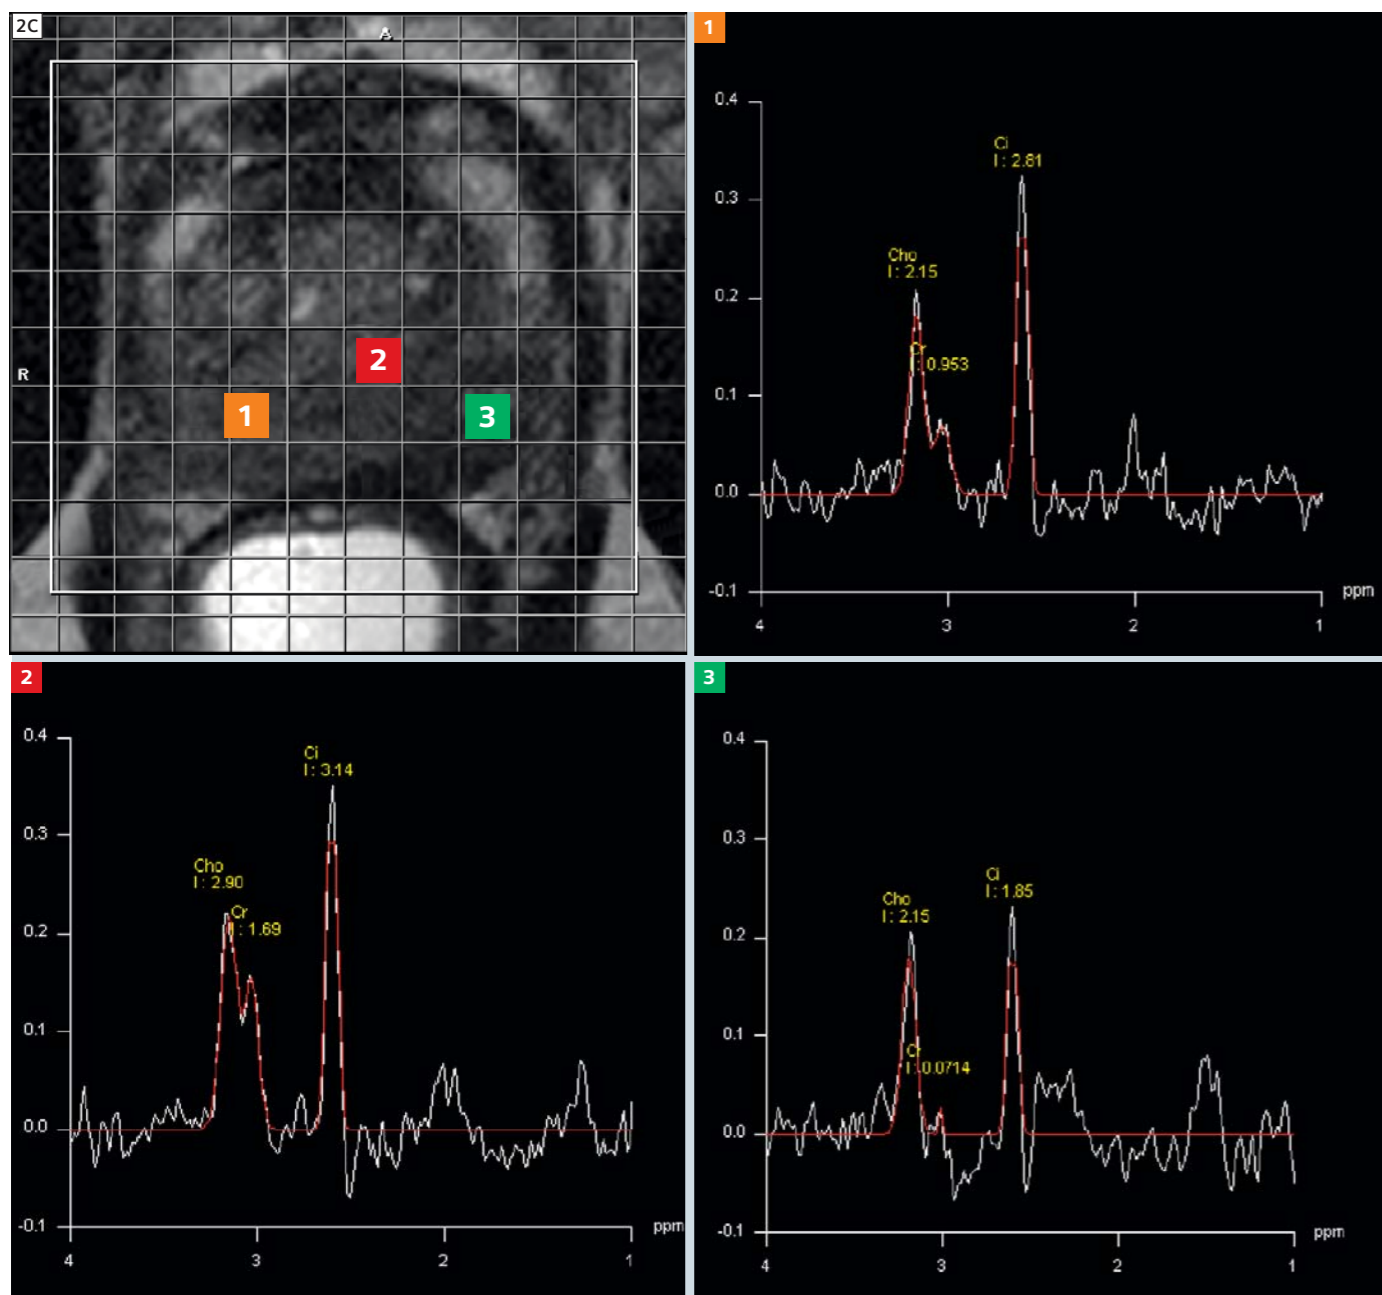 2C
A
R
1
2
3
1
0.4
0.3
0.2
0.1
0.0
-0.1
Ci
I : 2.81
Cho
I : 2.15
Cr
I : 0.953
4 3 2 1
ppm
2
0.4
0.3
0.2
0.1
0.0
-0.1
Ci
I : 3.14
Cho
I : 2.90
Cr
I : 1.69
4 3 2 1
ppm
3
0.4
0.3
0.2
0.1
0.0
-0.1
Ci
I : 1.85
Cho
I : 2.15
Cr
I : 0.0714
4 3 2 1
ppm